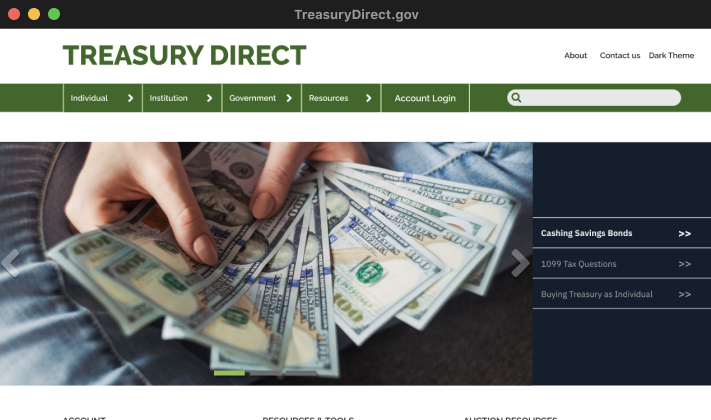 TreasuryDirect.gov
TREASURY DIRECT
About Contact us Dark Theme
Individual Institution Government Resources Account Login
Cashing Savings Bonds >>
1099 Tax Questions >>
Buying Treasury as Individual >>
ACCOUNT RESOURCES & TOOLS AUCTION RESOURCES